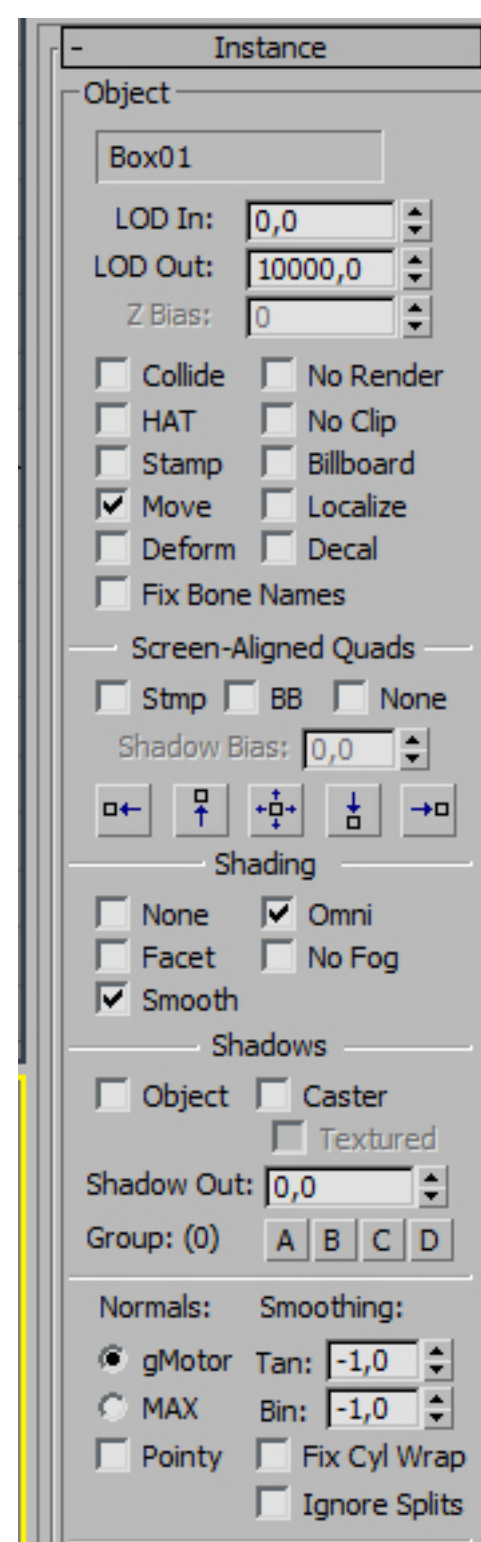 - Instance
Object
Box01
LOD In: 0,0
LOD Out: 10000,0
Z Bias: 0
Collide No Render
HAT No Clip
Stamp Billboard
Move Localize
Deform Decal
Fix Bone Names
Screen-Aligned Quads
Stmp BB None
Shadow Bias: 0,0
Shading
None Omni
Facet No Fog
Smooth
Shadows
Object Caster
Textured
Shadow Out: 0,0
Group: (0) A B C D
Normals: Smoothing:
gMotor Tan: -1,0
MAX Bin: -1,0
Pointy Fix Cyl Wrap
Ignore Splits